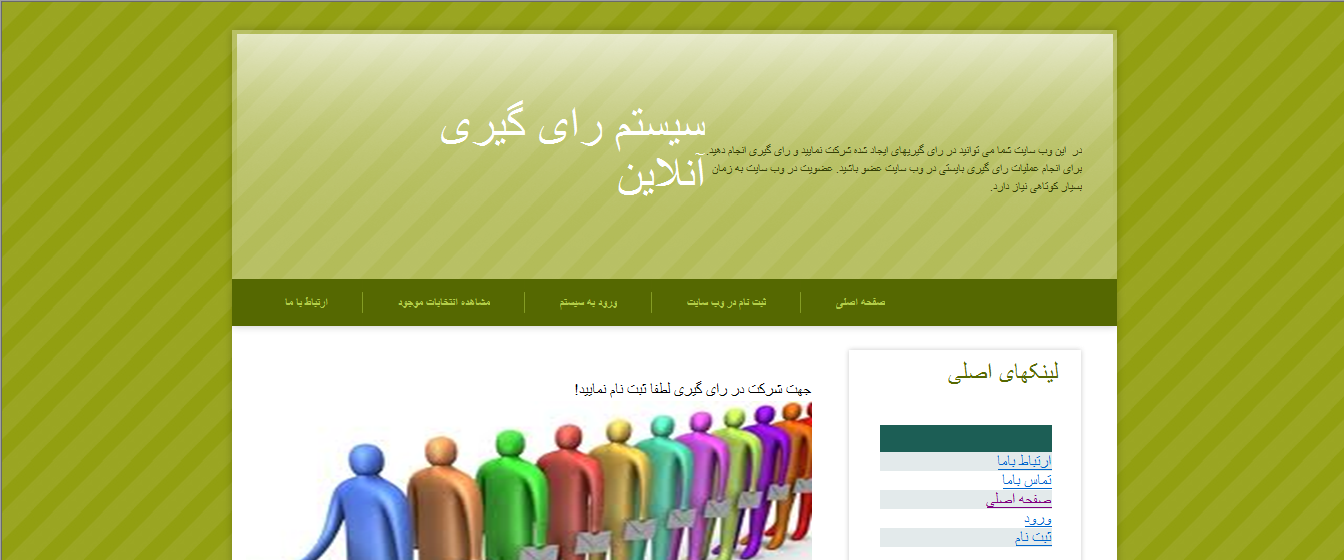 سیستم رای گیری
آنلاین
در  این وب سایت شما می توانید در رای گیریهای ایجاد شده شرکت نمایید و رای گیری انجام دهید.
برای انجام عملیات رای گیری بایستی در وب سایت عضو باشید. عضویت در وب سایت به زمان
بسیار کوتاهی نیاز دارد.
صفحه اصلی
ثبت نام در وب سایت
ورود به سیستم
مشاهده انتخابات موجود
ارتباط با ما
لینکهای اصلی
ارتباط باما
تماس باما
صفحه اصلی
ورود
ثبت نام
جهت شرکت در رای گیری لطفا ثبت نام نمایید!